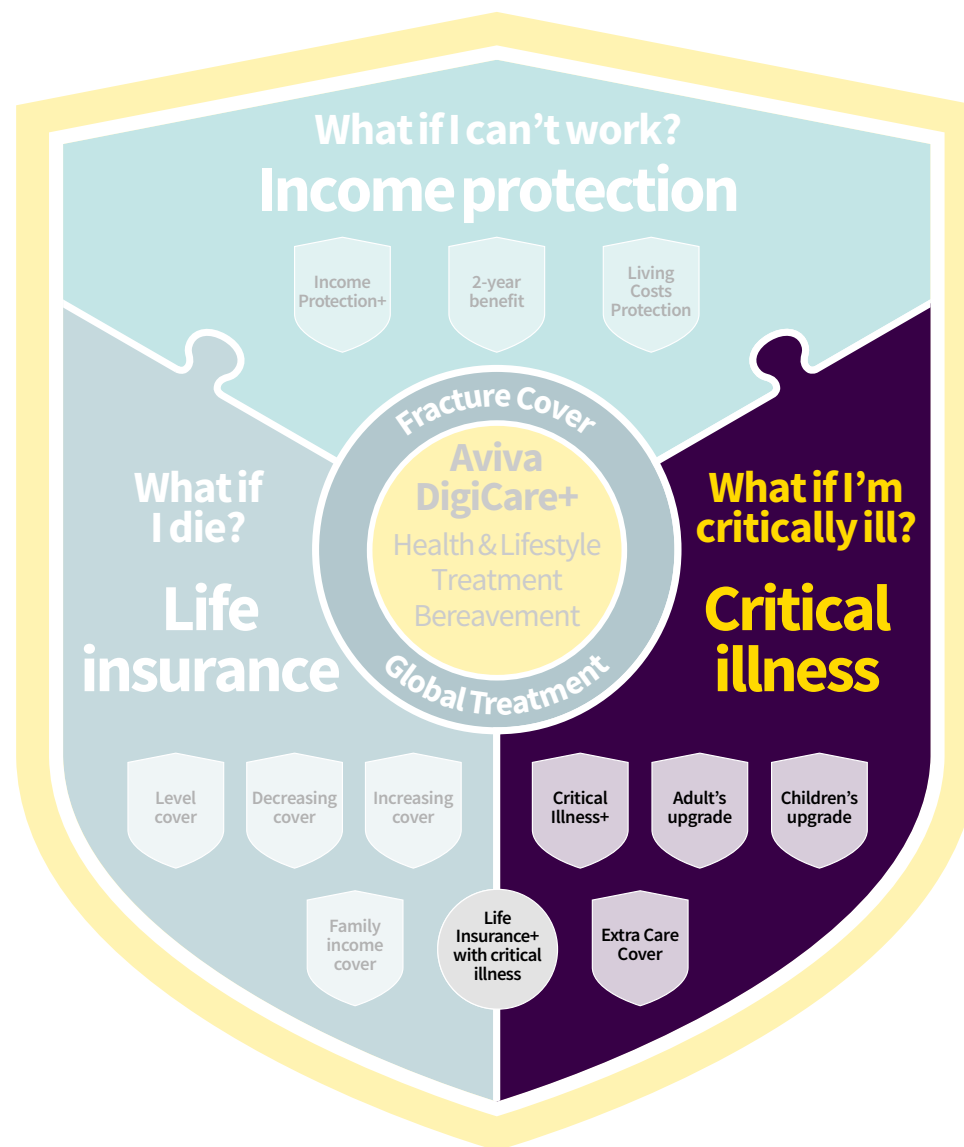 What if I can’t work?
Income protection
Income
Protection+
2-year
benefit
Living
Costs
Protection
Fracture Cover
Aviva
DigiCare+
Health & Lifestyle
Treatment
Bereavement
Global Treatment
What if
I die?
Life
insurance
What if I’m
critically ill?
Critical
illness
Level
cover
Decreasing
cover
Increasing
cover
Critical
Illness+
Adult’s
upgrade
Children’s
upgrade
Family
income
cover
Life
Insurance+
with critical
illness
Extra Care
Cover